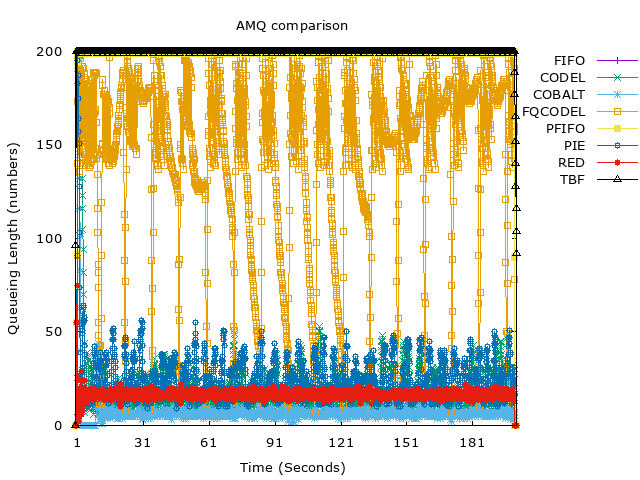 AMQ comparison
Queueing Length (numbers)
200
150
100
50
0
1 31 61 91 121 151 181
Time (Seconds)
FIFO
CODEL
COBALT
FQCODEL
PFIFO
PIE
RED
TBF